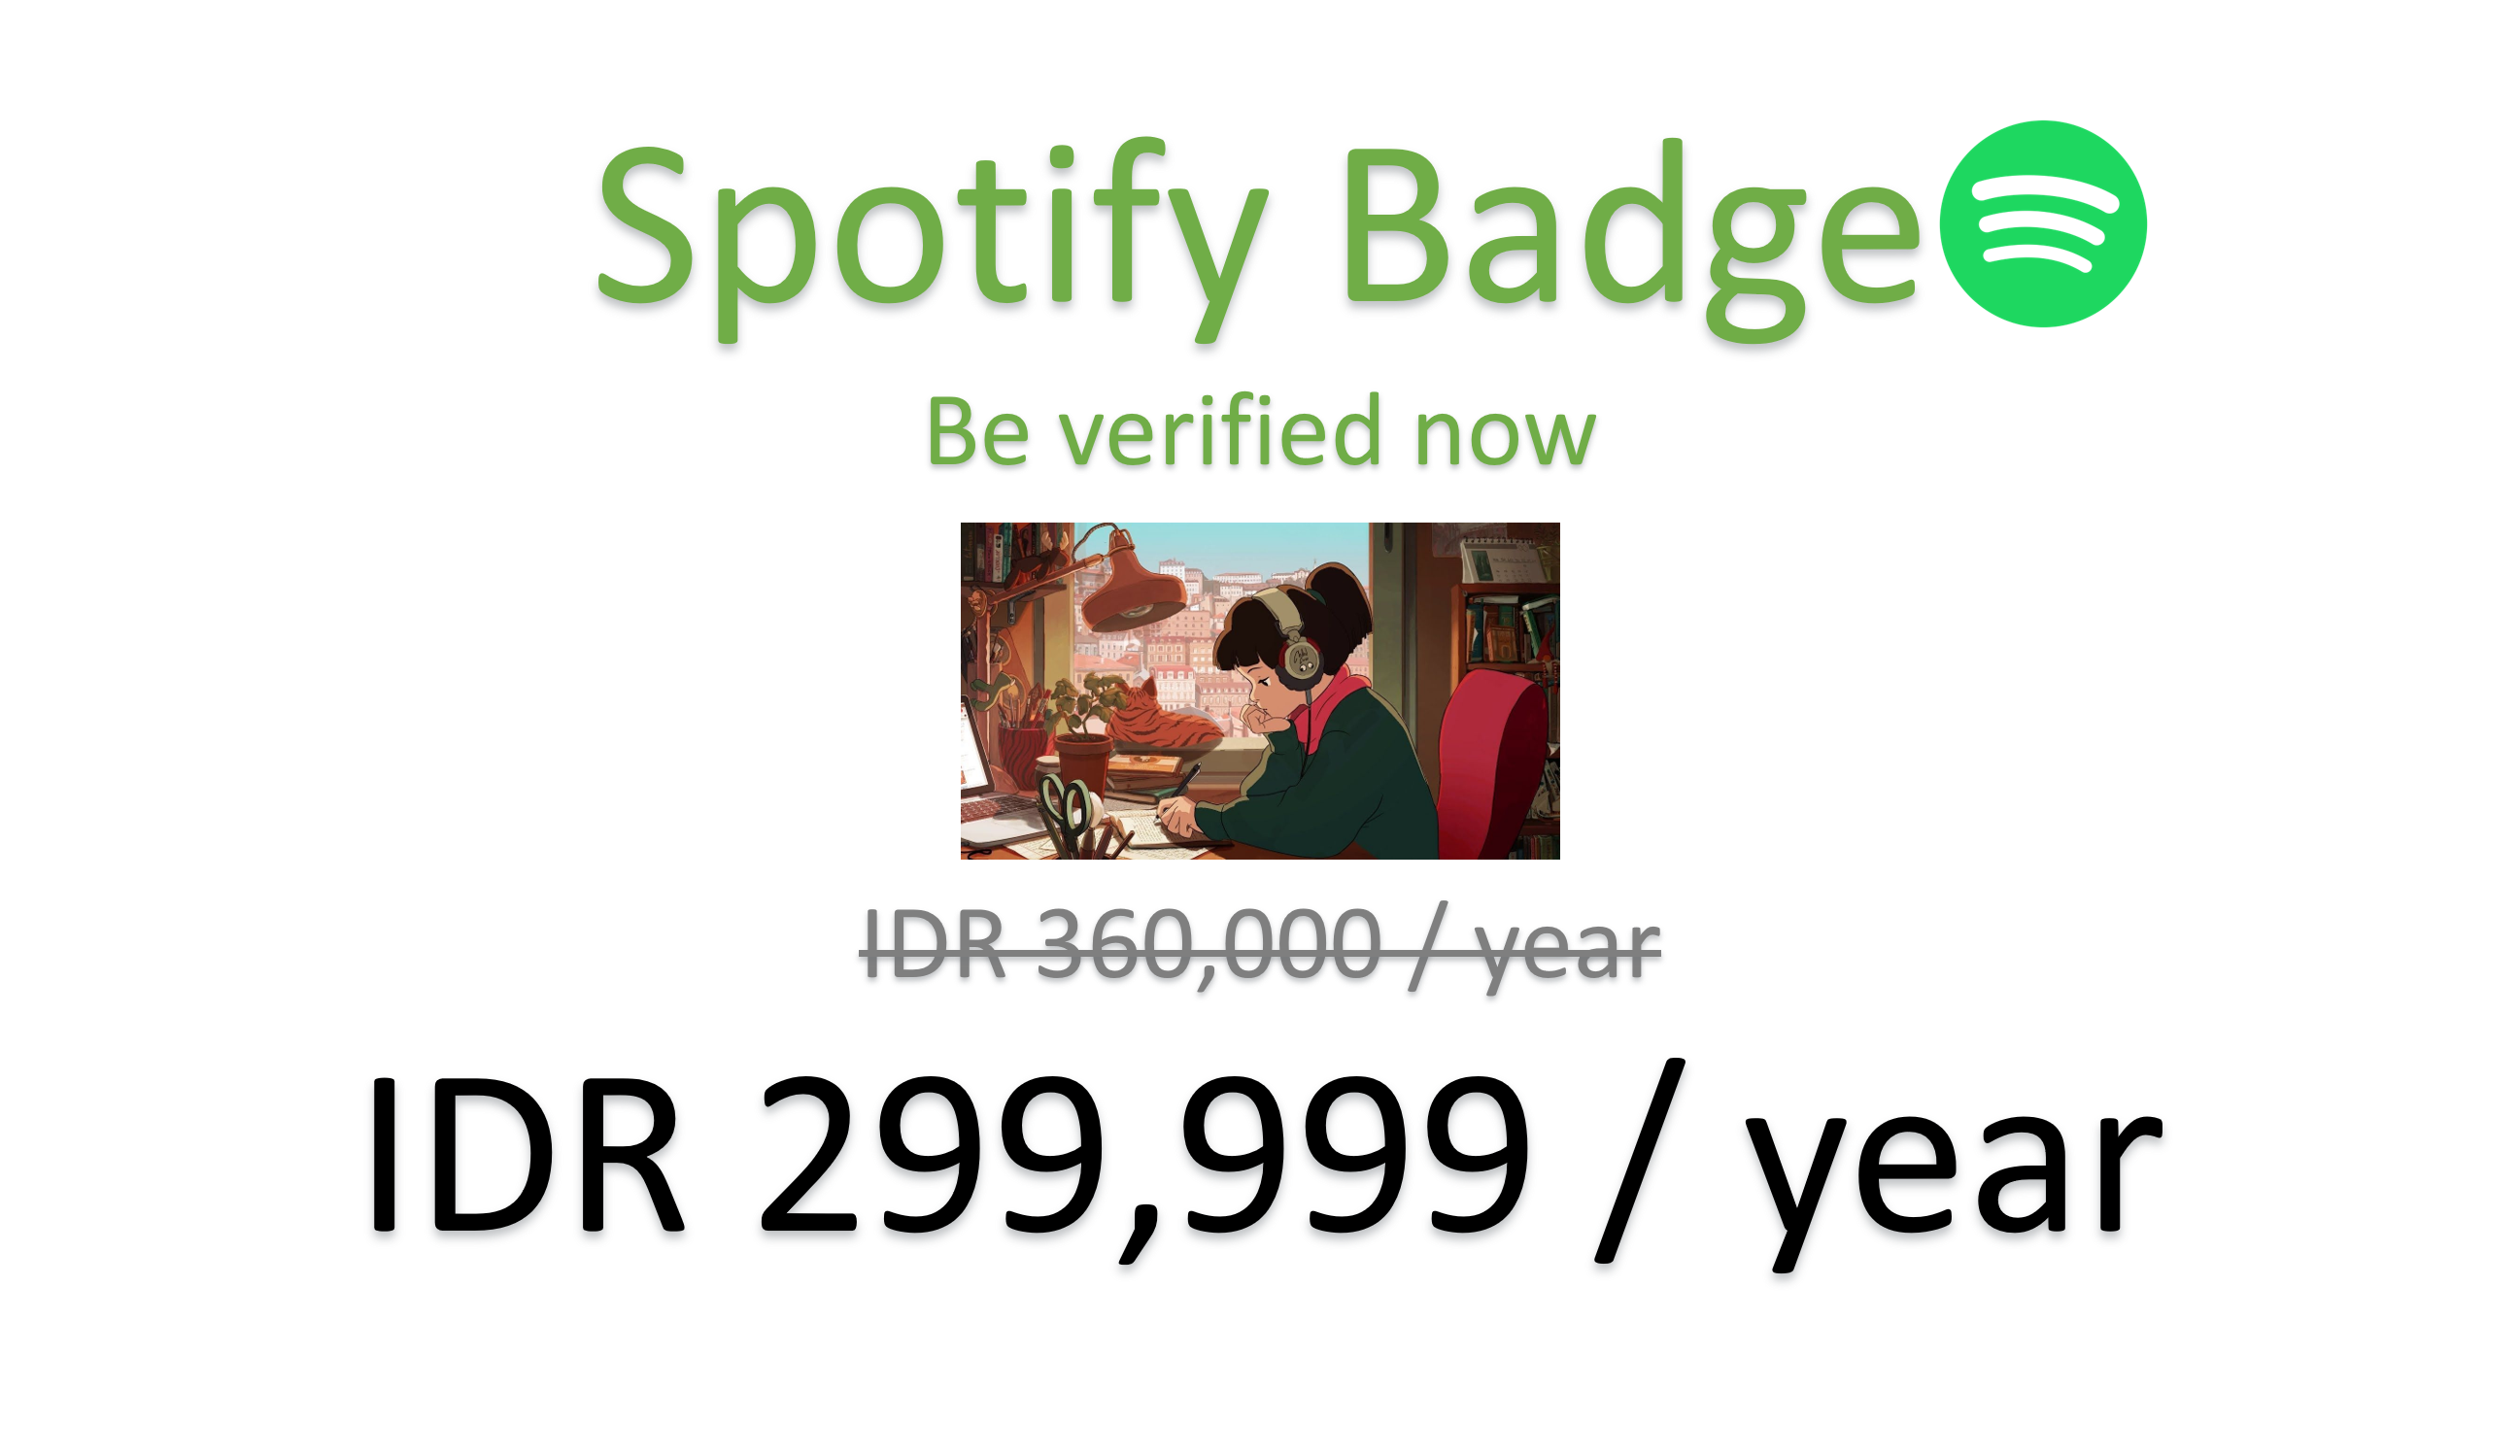 Spotify Badge
Be verified now
IDR 360,000 / year
IDR 299,999 / year